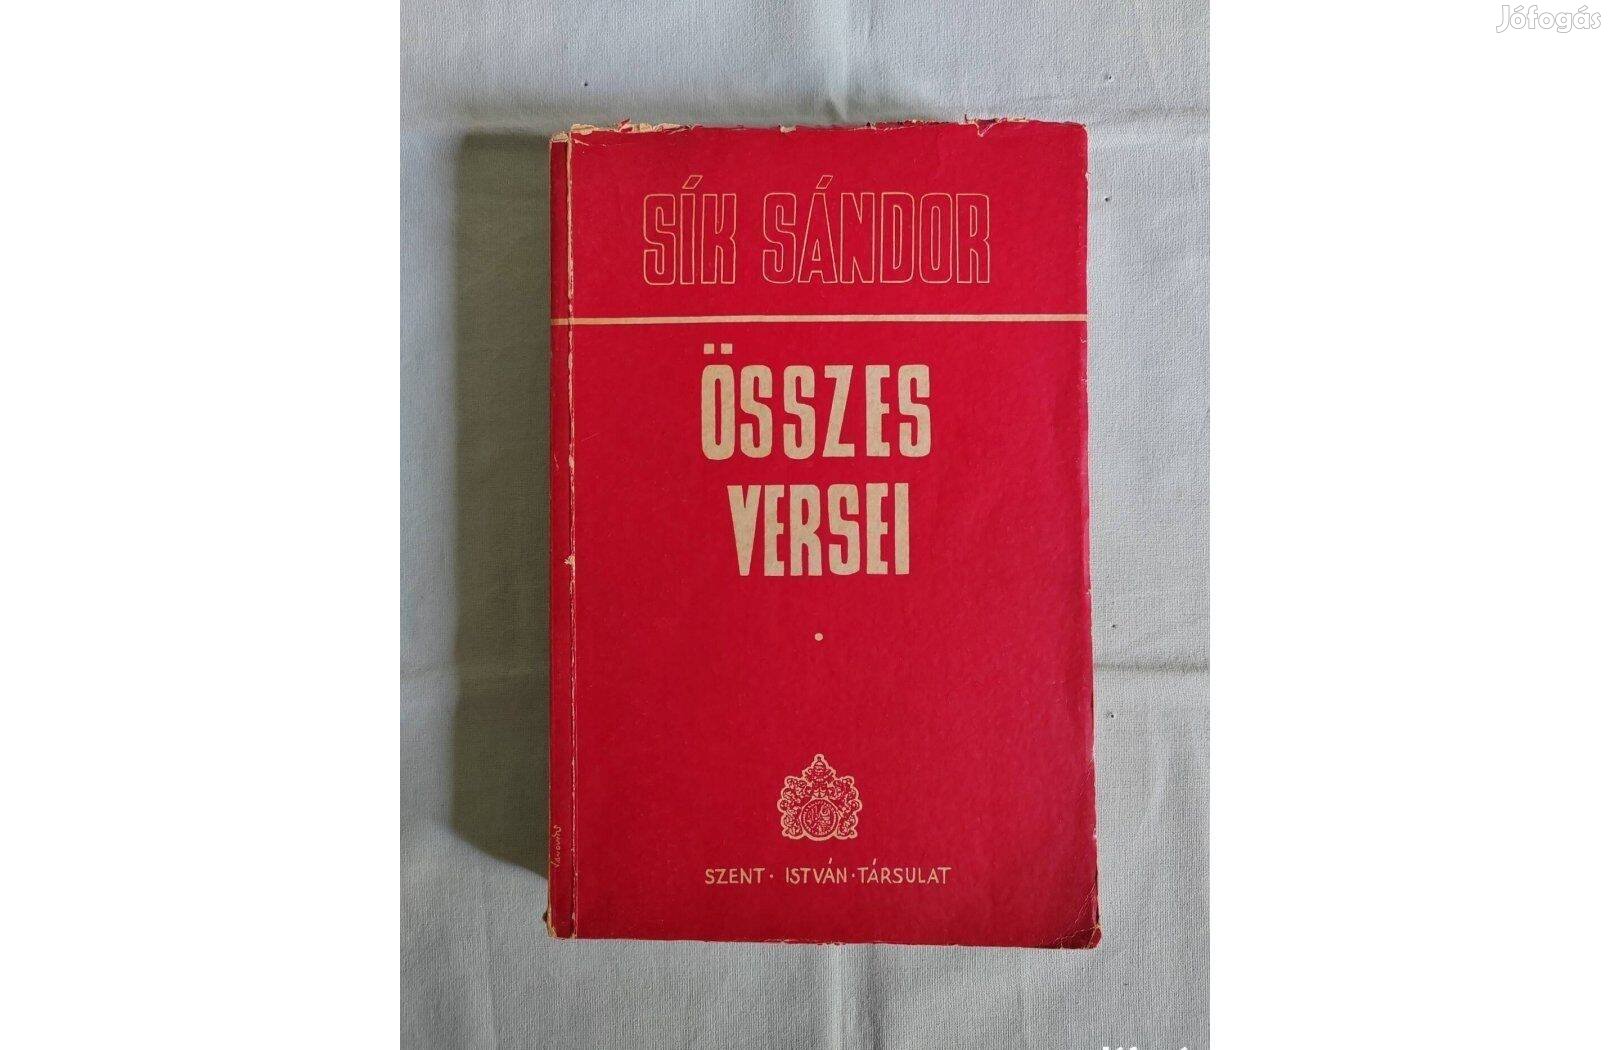 Jófogás
SÍK SÁNDOR
ÖSSZES
VERSEI
SZENT · ISTVÁN · TÁRSULAT